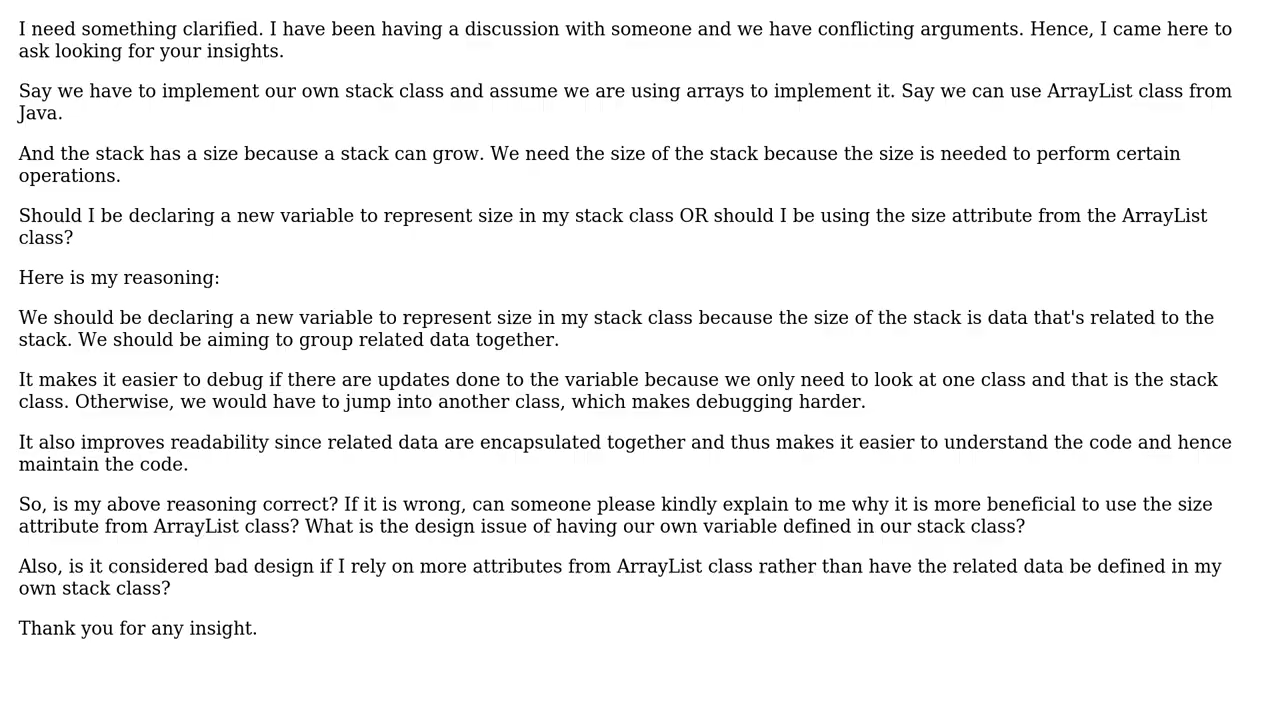 I need something clarified. I have been having a discussion with someone and we have conflicting arguments. Hence, I came here to
ask looking for your insights.
Say we have to implement our own stack class and assume we are using arrays to implement it. Say we can use ArrayList class from
Java.
And the stack has a size because a stack can grow. We need the size of the stack because the size is needed to perform certain
operations.
Should I be declaring a new variable to represent size in my stack class OR should I be using the size attribute from the ArrayList
class?
Here is my reasoning:
We should be declaring a new variable to represent size in my stack class because the size of the stack is data that's related to the
stack. We should be aiming to group related data together.
It makes it easier to debug if there are updates done to the variable because we only need to look at one class and that is the stack
class. Otherwise, we would have to jump into another class, which makes debugging harder.
It also improves readability since related data are encapsulated together and thus makes it easier to understand the code and hence
maintain the code.
So, is my above reasoning correct? If it is wrong, can someone please kindly explain to me why it is more beneficial to use the size
attribute from ArrayList class? What is the design issue of having our own variable defined in our stack class?
Also, is it considered bad design if I rely on more attributes from ArrayList class rather than have the related data be defined in my
own stack class?
Thank you for any insight.